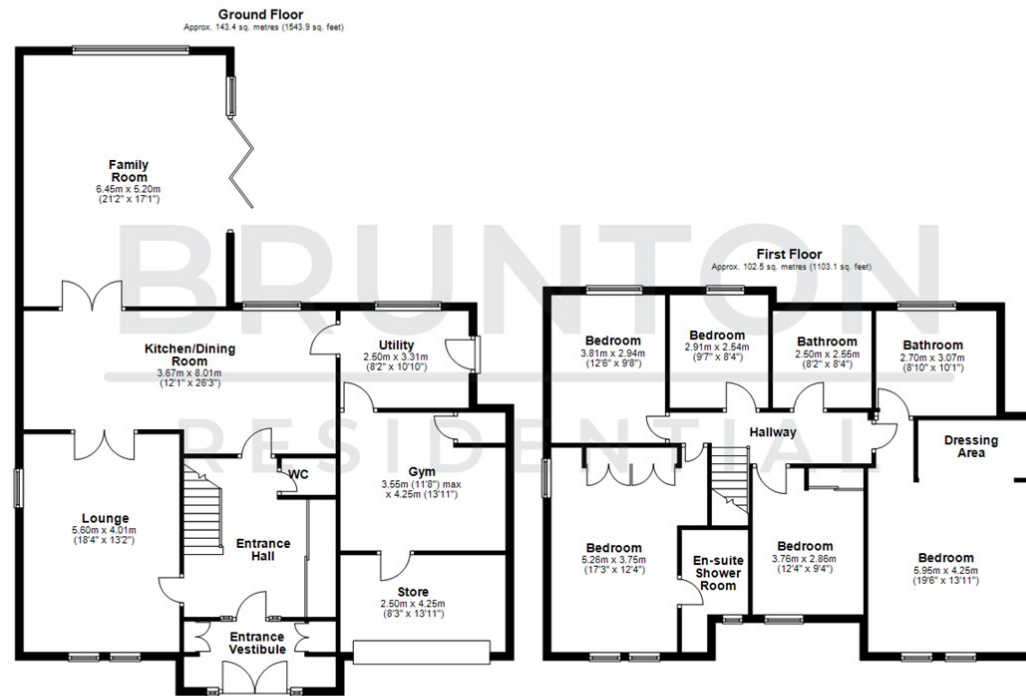 Ground Floor
Approx. 143.4 sq. metres (1543.9 sq. feet)
Family
Room
6.45m x 5.20m
(21'2" x 17'1")
Kitchen/Dining
Room
3.67m x 8.01m
(12'1" x 26'3")
Utility
2.50m x 3.31m
(8'2" x 10'10")
WC
Gym
3.55m (11'8") max
x 4.25m (13'11")
Lounge
5.60m x 4.01m
(18'4" x 13'2")
Entrance
Hall
Store
2.50m x 4.25m
(8'3" x 13'11")
Entrance
Vestibule
First Floor
Approx. 102.5 sq. metres (1103.1 sq. feet)
Bedroom
3.81m x 2.94m
(12'6" x 9'8")
Bedroom
2.91m x 2.54m
(9'7" x 8'4")
Bathroom
2.50m x 2.55m
(8'2" x 8'4")
Bathroom
2.70m x 3.07m
(8'10" x 10'1")
Hallway
Dressing
Area
Bedroom
5.26m x 3.75m
(17'3" x 12'4")
En-suite
Shower
Room
Bedroom
3.76m x 2.86m
(12'4" x 9'4")
Bedroom
5.95m x 4.25m
(19'6" x 13'11")
BRUNTON
RESIDENTIAL